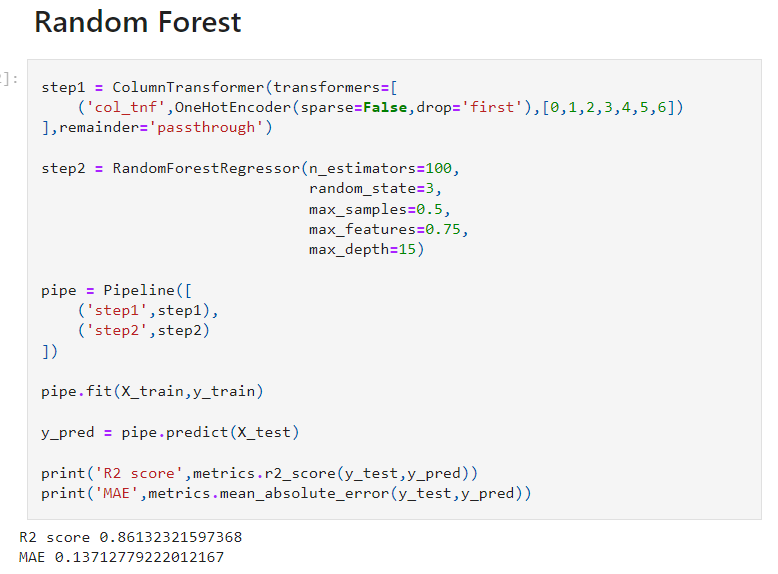 Random Forest
]:
step1 = ColumnTransformer(transformers=[
    ('col_tnf',OneHotEncoder(sparse=False,drop='first'),[0,1,2,3,4,5,6])
],remainder='passthrough')
step2 = RandomForestRegressor(n_estimators=100,
                              random_state=3,
                              max_samples=0.5,
                              max_features=0.75,
                              max_depth=15)
pipe = Pipeline([
    ('step1',step1),
    ('step2',step2)
])
pipe.fit(X_train,y_train)
y_pred = pipe.predict(X_test)
print('R2 score',metrics.r2_score(y_test,y_pred))
print('MAE',metrics.mean_absolute_error(y_test,y_pred))
R2 score 0.86132321597368
MAE 0.13712779222012167